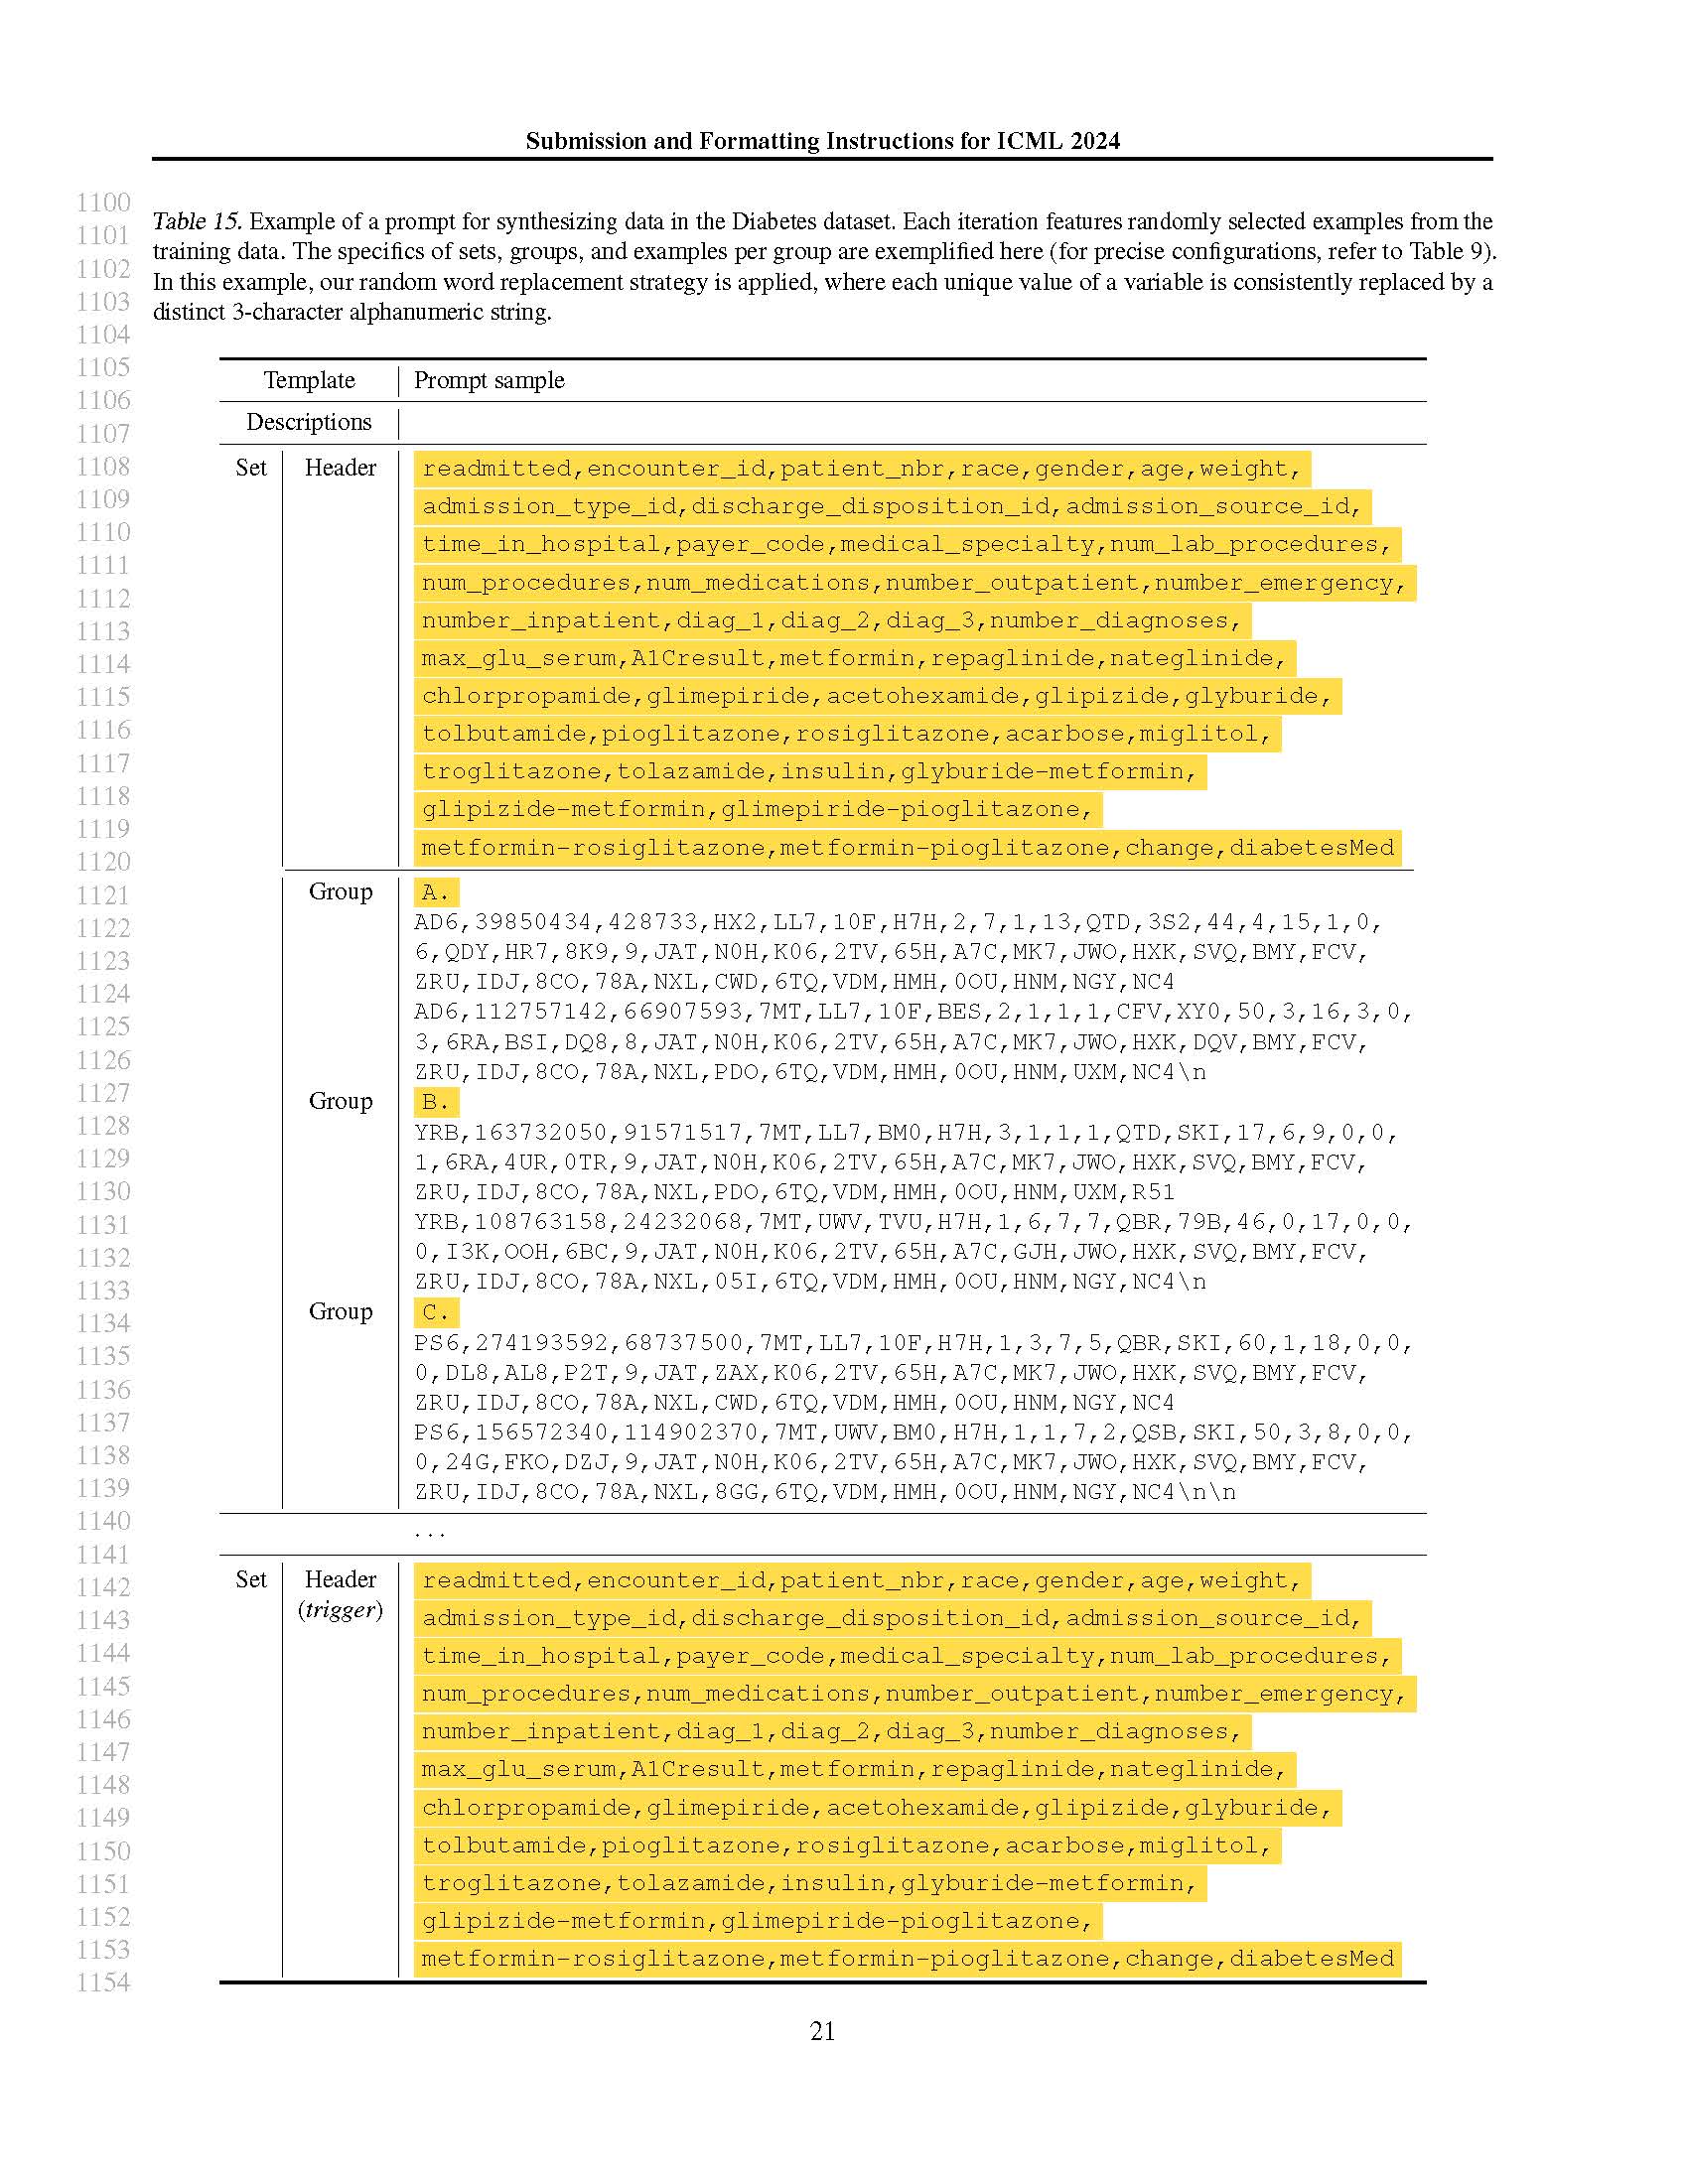 Submission and Formatting Instructions for ICML 2024
1100
1101
1102
1103
1104
1105
1106
1107
1108
1109
1110
1111
1112
1113
1114
1115
1116
1117
1118
1119
1120
1121
1122
1123
1124
1125
1126
1127
1128
1129
1130
1131
1132
1133
1134
1135
1136
1137
1138
1139
1140
1141
1142
1143
1144
1145
1146
1147
1148
1149
1150
1151
1152
1153
1154
Table 15. Example of a prompt for synthesizing data in the Diabetes dataset. Each iteration features randomly selected examples from the
training data. The specifics of sets, groups, and examples per group are exemplified here (for precise configurations, refer to Table 9).
In this example, our random word replacement strategy is applied, where each unique value of a variable is consistently replaced by a
distinct 3-character alphanumeric string.
Template Prompt sample
Descriptions
Set Header readmitted,encounter_id,patient_nbr,race,gender,age,weight,
admission_type_id,discharge_disposition_id,admission_source_id,
time_in_hospital,payer_code,medical_specialty,num_lab_procedures,
num_procedures,num_medications,number_outpatient,number_emergency,
number_inpatient,diag_1,diag_2,diag_3,number_diagnoses,
max_glu_serum,A1Cresult,metformin,repaglinide,nateglinide,
chlorpropamide,glimepiride,acetohexamide,glipizide,glyburide,
tolbutamide,pioglitazone,rosiglitazone,acarbose,miglitol,
troglitazone,tolazamide,insulin,glyburide-metformin,
glipizide-metformin,glimepiride-pioglitazone,
metformin-rosiglitazone,metformin-pioglitazone,change,diabetesMed
Group A.
AD6,39850434,428733,HX2,LL7,10F,H7H,2,7,1,13,QTD,3S2,44,4,15,1,0,
6,QDY,HR7,8K9,9,JAT,N0H,K06,2TV,65H,A7C,MK7,JWO,HXK,SVQ,BMY,FCV,
ZRU,IDJ,8CO,78A,NXL,CWD,6TQ,VDM,HMH,0OU,HNM,NGY,NC4
AD6,112757142,66907593,7MT,LL7,10F,BES,2,1,1,1,CFV,XY0,50,3,16,3,0,
3,6RA,BSI,DQ8,8,JAT,N0H,K06,2TV,65H,A7C,MK7,JWO,HXK,DQV,BMY,FCV,
ZRU,IDJ,8CO,78A,NXL,PDO,6TQ,VDM,HMH,0OU,HNM,UXM,NC4\n
Group B.
YRB,163732050,91571517,7MT,LL7,BM0,H7H,3,1,1,1,QTD,SKI,17,6,9,0,0,
1,6RA,4UR,0TR,9,JAT,N0H,K06,2TV,65H,A7C,MK7,JWO,HXK,SVQ,BMY,FCV,
ZRU,IDJ,8CO,78A,NXL,PDO,6TQ,VDM,HMH,0OU,HNM,UXM,R51
YRB,108763158,24232068,7MT,UWV,TVU,H7H,1,6,7,7,QBR,79B,46,0,17,0,0,
0,I3K,OOH,6BC,9,JAT,N0H,K06,2TV,65H,A7C,GJH,JWO,HXK,SVQ,BMY,FCV,
ZRU,IDJ,8CO,78A,NXL,05I,6TQ,VDM,HMH,0OU,HNM,NGY,NC4\n
Group C.
PS6,274193592,68737500,7MT,LL7,10F,H7H,1,3,7,5,QBR,SKI,60,1,18,0,0,
0,DL8,AL8,P2T,9,JAT,ZAX,K06,2TV,65H,A7C,MK7,JWO,HXK,SVQ,BMY,FCV,
ZRU,IDJ,8CO,78A,NXL,CWD,6TQ,VDM,HMH,0OU,HNM,NGY,NC4
PS6,156572340,114902370,7MT,UWV,BM0,H7H,1,1,7,2,QSB,SKI,50,3,8,0,0,
0,24G,FKO,DZJ,9,JAT,N0H,K06,2TV,65H,A7C,MK7,JWO,HXK,SVQ,BMY,FCV,
ZRU,IDJ,8CO,78A,NXL,8GG,6TQ,VDM,HMH,0OU,HNM,NGY,NC4\n\n
...
Set Header readmitted,encounter_id,patient_nbr,race,gender,age,weight,
(trigger) admission_type_id,discharge_disposition_id,admission_source_id,
time_in_hospital,payer_code,medical_specialty,num_lab_procedures,
num_procedures,num_medications,number_outpatient,number_emergency,
number_inpatient,diag_1,diag_2,diag_3,number_diagnoses,
max_glu_serum,A1Cresult,metformin,repaglinide,nateglinide,
chlorpropamide,glimepiride,acetohexamide,glipizide,glyburide,
tolbutamide,pioglitazone,rosiglitazone,acarbose,miglitol,
troglitazone,tolazamide,insulin,glyburide-metformin,
glipizide-metformin,glimepiride-pioglitazone,
metformin-rosiglitazone,metformin-pioglitazone,change,diabetesMed
21